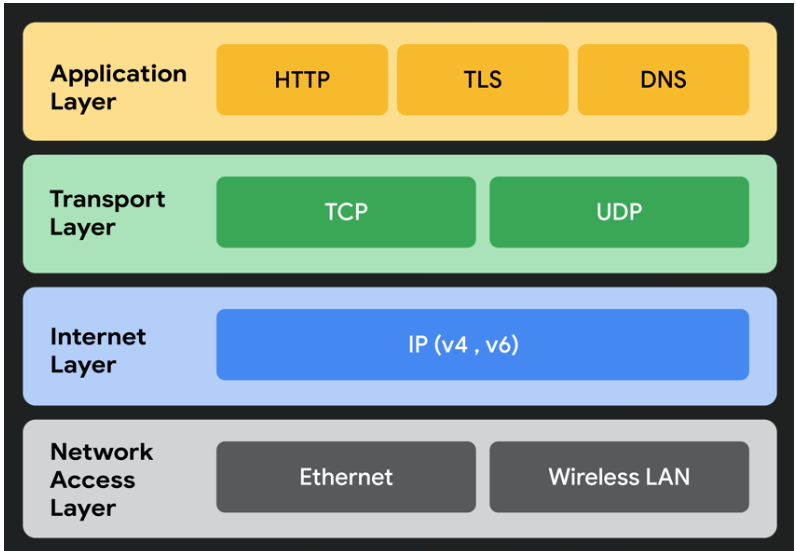 Application
Layer
HTTP
TLS
DNS
Transport
Layer
TCP
UDP
Internet
Layer
IP (v4 , v6)
Network
Access
Layer
Ethernet
Wireless LAN